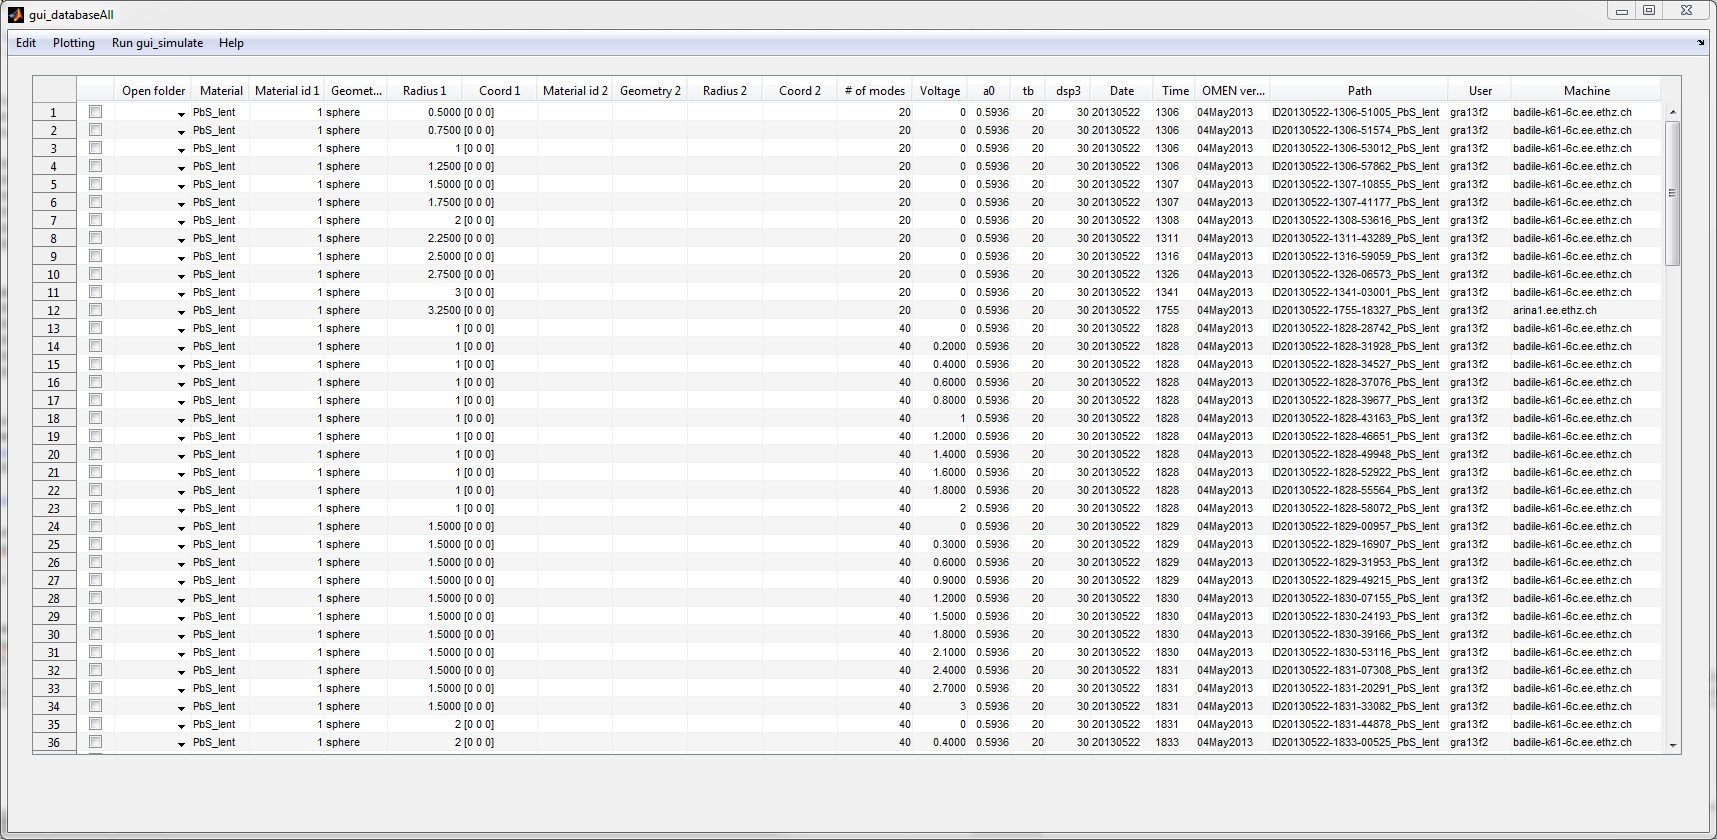 gui_databaseAll
Edit Plotting Run gui_simulate Help
Open folder Material Material id 1 Geomet... Radius 1 Coord 1 Material id 2 Geometry 2 Radius 2 Coord 2 # of modes Voltage a0 tb dsp3 Date Time OMEN ver... Path User Machine
1 PbS_lent 1 sphere 0.5000 [0 0 0] 20 0 0.5936 20 30 20130522 1306 04May2013 ID20130522-1306-51005_PbS_lent gra13f2 badile-k61-6c.ee.ethz.ch
2 PbS_lent 1 sphere 0.7500 [0 0 0] 20 0 0.5936 20 30 20130522 1306 04May2013 ID20130522-1306-51574_PbS_lent gra13f2 badile-k61-6c.ee.ethz.ch
3 PbS_lent 1 sphere 1 [0 0 0] 20 0 0.5936 20 30 20130522 1306 04May2013 ID20130522-1306-53012_PbS_lent gra13f2 badile-k61-6c.ee.ethz.ch
4 PbS_lent 1 sphere 1.2500 [0 0 0] 20 0 0.5936 20 30 20130522 1306 04May2013 ID20130522-1306-57862_PbS_lent gra13f2 badile-k61-6c.ee.ethz.ch
5 PbS_lent 1 sphere 1.5000 [0 0 0] 20 0 0.5936 20 30 20130522 1307 04May2013 ID20130522-1307-10855_PbS_lent gra13f2 badile-k61-6c.ee.ethz.ch
6 PbS_lent 1 sphere 1.7500 [0 0 0] 20 0 0.5936 20 30 20130522 1307 04May2013 ID20130522-1307-41177_PbS_lent gra13f2 badile-k61-6c.ee.ethz.ch
7 PbS_lent 1 sphere 2 [0 0 0] 20 0 0.5936 20 30 20130522 1308 04May2013 ID20130522-1308-53616_PbS_lent gra13f2 badile-k61-6c.ee.ethz.ch
8 PbS_lent 1 sphere 2.2500 [0 0 0] 20 0 0.5936 20 30 20130522 1311 04May2013 ID20130522-1311-43289_PbS_lent gra13f2 badile-k61-6c.ee.ethz.ch
9 PbS_lent 1 sphere 2.5000 [0 0 0] 20 0 0.5936 20 30 20130522 1316 04May2013 ID20130522-1316-59059_PbS_lent gra13f2 badile-k61-6c.ee.ethz.ch
10 PbS_lent 1 sphere 2.7500 [0 0 0] 20 0 0.5936 20 30 20130522 1326 04May2013 ID20130522-1326-06573_PbS_lent gra13f2 badile-k61-6c.ee.ethz.ch
11 PbS_lent 1 sphere 3 [0 0 0] 20 0 0.5936 20 30 20130522 1341 04May2013 ID20130522-1341-03001_PbS_lent gra13f2 badile-k61-6c.ee.ethz.ch
12 PbS_lent 1 sphere 3.2500 [0 0 0] 20 0 0.5936 20 30 20130522 1755 04May2013 ID20130522-1755-18327_PbS_lent gra13f2 arina1.ee.ethz.ch
13 PbS_lent 1 sphere 1 [0 0 0] 40 0 0.5936 20 30 20130522 1828 04May2013 ID20130522-1828-28742_PbS_lent gra13f2 badile-k61-6c.ee.ethz.ch
14 PbS_lent 1 sphere 1 [0 0 0] 40 0.2000 0.5936 20 30 20130522 1828 04May2013 ID20130522-1828-31928_PbS_lent gra13f2 badile-k61-6c.ee.ethz.ch
15 PbS_lent 1 sphere 1 [0 0 0] 40 0.4000 0.5936 20 30 20130522 1828 04May2013 ID20130522-1828-34527_PbS_lent gra13f2 badile-k61-6c.ee.ethz.ch
16 PbS_lent 1 sphere 1 [0 0 0] 40 0.6000 0.5936 20 30 20130522 1828 04May2013 ID20130522-1828-37076_PbS_lent gra13f2 badile-k61-6c.ee.ethz.ch
17 PbS_lent 1 sphere 1 [0 0 0] 40 0.8000 0.5936 20 30 20130522 1828 04May2013 ID20130522-1828-39677_PbS_lent gra13f2 badile-k61-6c.ee.ethz.ch
18 PbS_lent 1 sphere 1 [0 0 0] 40 1 0.5936 20 30 20130522 1828 04May2013 ID20130522-1828-43163_PbS_lent gra13f2 badile-k61-6c.ee.ethz.ch
19 PbS_lent 1 sphere 1 [0 0 0] 40 1.2000 0.5936 20 30 20130522 1828 04May2013 ID20130522-1828-46651_PbS_lent gra13f2 badile-k61-6c.ee.ethz.ch
20 PbS_lent 1 sphere 1 [0 0 0] 40 1.4000 0.5936 20 30 20130522 1828 04May2013 ID20130522-1828-49948_PbS_lent gra13f2 badile-k61-6c.ee.ethz.ch
21 PbS_lent 1 sphere 1 [0 0 0] 40 1.6000 0.5936 20 30 20130522 1828 04May2013 ID20130522-1828-52922_PbS_lent gra13f2 badile-k61-6c.ee.ethz.ch
22 PbS_lent 1 sphere 1 [0 0 0] 40 1.8000 0.5936 20 30 20130522 1828 04May2013 ID20130522-1828-55564_PbS_lent gra13f2 badile-k61-6c.ee.ethz.ch
23 PbS_lent 1 sphere 1 [0 0 0] 40 2 0.5936 20 30 20130522 1828 04May2013 ID20130522-1828-58072_PbS_lent gra13f2 badile-k61-6c.ee.ethz.ch
24 PbS_lent 1 sphere 1.5000 [0 0 0] 40 0 0.5936 20 30 20130522 1829 04May2013 ID20130522-1829-00957_PbS_lent gra13f2 badile-k61-6c.ee.ethz.ch
25 PbS_lent 1 sphere 1.5000 [0 0 0] 40 0.3000 0.5936 20 30 20130522 1829 04May2013 ID20130522-1829-16907_PbS_lent gra13f2 badile-k61-6c.ee.ethz.ch
26 PbS_lent 1 sphere 1.5000 [0 0 0] 40 0.6000 0.5936 20 30 20130522 1829 04May2013 ID20130522-1829-31953_PbS_lent gra13f2 badile-k61-6c.ee.ethz.ch
27 PbS_lent 1 sphere 1.5000 [0 0 0] 40 0.9000 0.5936 20 30 20130522 1829 04May2013 ID20130522-1829-49215_PbS_lent gra13f2 badile-k61-6c.ee.ethz.ch
28 PbS_lent 1 sphere 1.5000 [0 0 0] 40 1.2000 0.5936 20 30 20130522 1830 04May2013 ID20130522-1830-07155_PbS_lent gra13f2 badile-k61-6c.ee.ethz.ch
29 PbS_lent 1 sphere 1.5000 [0 0 0] 40 1.5000 0.5936 20 30 20130522 1830 04May2013 ID20130522-1830-24193_PbS_lent gra13f2 badile-k61-6c.ee.ethz.ch
30 PbS_lent 1 sphere 1.5000 [0 0 0] 40 1.8000 0.5936 20 30 20130522 1830 04May2013 ID20130522-1830-39166_PbS_lent gra13f2 badile-k61-6c.ee.ethz.ch
31 PbS_lent 1 sphere 1.5000 [0 0 0] 40 2.1000 0.5936 20 30 20130522 1830 04May2013 ID20130522-1830-53116_PbS_lent gra13f2 badile-k61-6c.ee.ethz.ch
32 PbS_lent 1 sphere 1.5000 [0 0 0] 40 2.4000 0.5936 20 30 20130522 1831 04May2013 ID20130522-1831-07308_PbS_lent gra13f2 badile-k61-6c.ee.ethz.ch
33 PbS_lent 1 sphere 1.5000 [0 0 0] 40 2.7000 0.5936 20 30 20130522 1831 04May2013 ID20130522-1831-20291_PbS_lent gra13f2 badile-k61-6c.ee.ethz.ch
34 PbS_lent 1 sphere 1.5000 [0 0 0] 40 3 0.5936 20 30 20130522 1831 04May2013 ID20130522-1831-33082_PbS_lent gra13f2 badile-k61-6c.ee.ethz.ch
35 PbS_lent 1 sphere 2 [0 0 0] 40 0 0.5936 20 30 20130522 1831 04May2013 ID20130522-1831-44878_PbS_lent gra13f2 badile-k61-6c.ee.ethz.ch
36 PbS_lent 1 sphere 2 [0 0 0] 40 0.4000 0.5936 20 30 20130522 1833 04May2013 ID20130522-1833-00525_PbS_lent gra13f2 badile-k61-6c.ee.ethz.ch